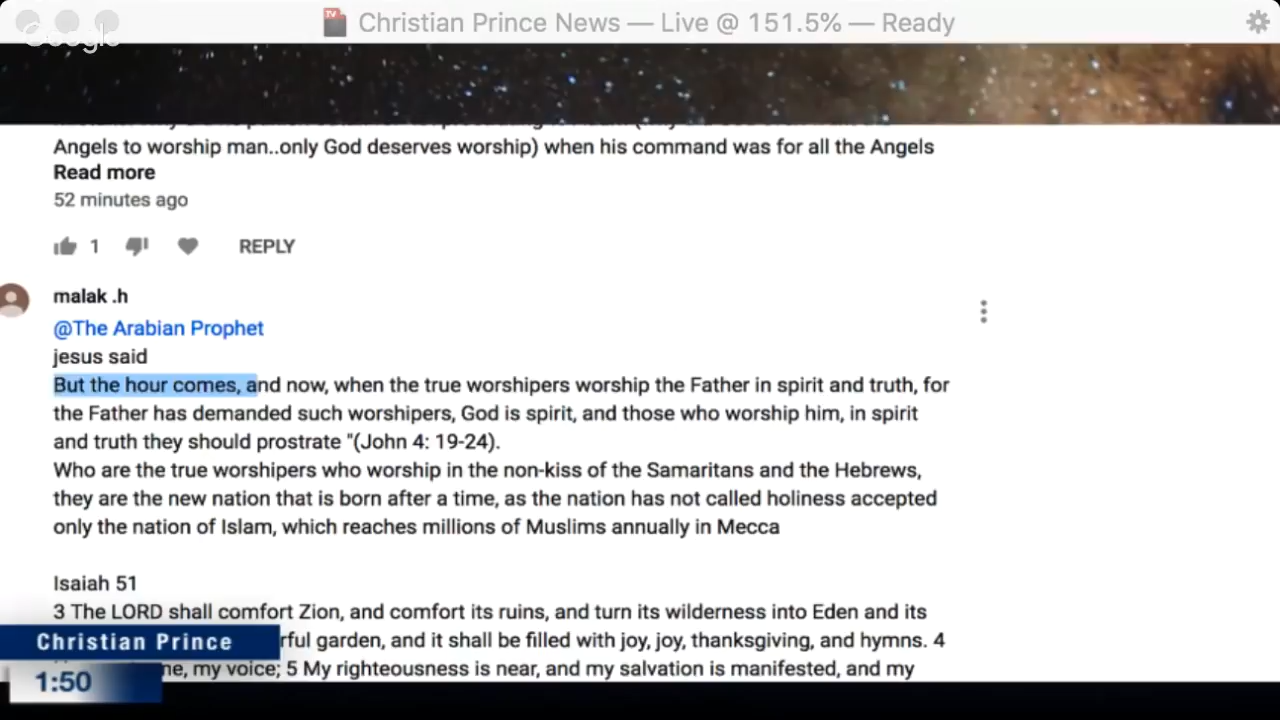 Christian Prince News — Live @ 151.5% — Ready
Google
Angels to worship man..only God deserves worship) when his command was for all the Angels
Read more
52 minutes ago
1
REPLY
malak .h
@The Arabian Prophet
jesus said
But the hour comes, and now, when the true worshipers worship the Father in spirit and truth, for
the Father has demanded such worshipers, God is spirit, and those who worship him, in spirit
and truth they should prostrate "(John 4: 19-24).
Who are the true worshipers who worship in the non-kiss of the Samaritans and the Hebrews,
they are the new nation that is born after a time, as the nation has not called holiness accepted
only the nation of Islam, which reaches millions of Muslims annually in Mecca
Isaiah 51
3 The LORD shall comfort Zion, and comfort its ruins, and turn its wilderness into Eden and its
garden, and it shall be filled with joy, joy, thanksgiving, and hymns. 4
my voice; 5 My righteousness is near, and my salvation is manifested, and my
Christian Prince
1:50